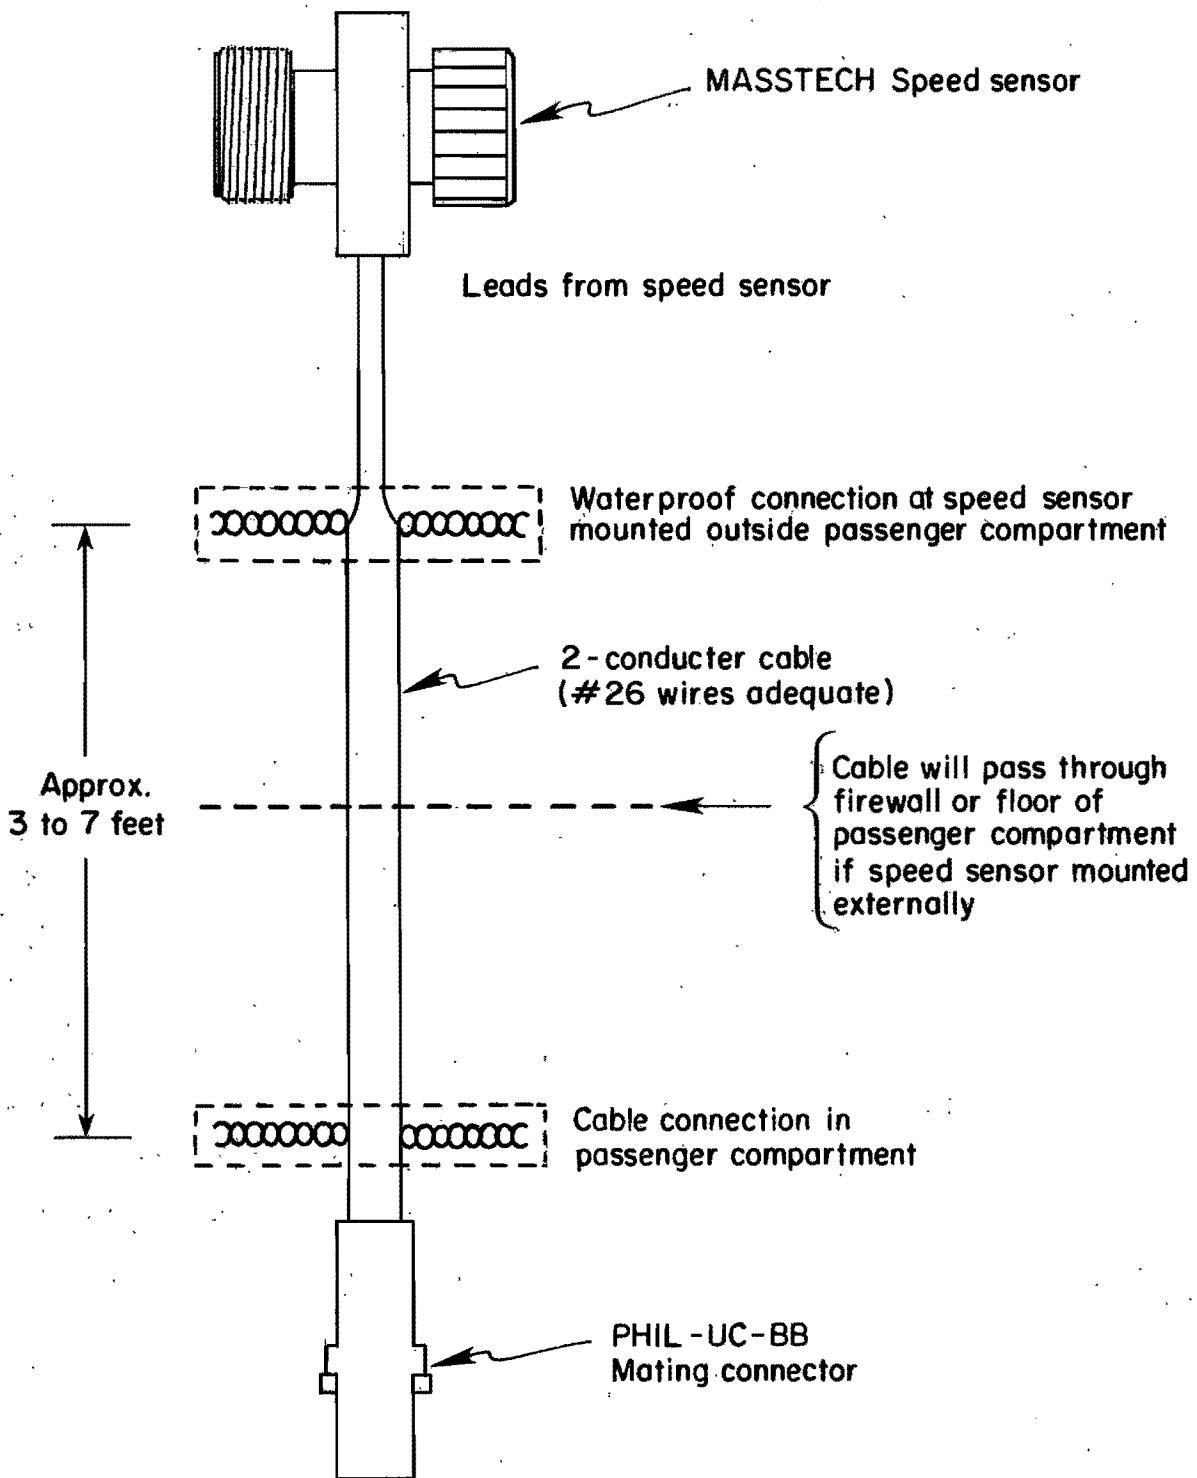 MASSTECH Speed sensor
Leads from speed sensor
Waterproof connection at speed sensor
mounted outside passenger compartment
2-conducter cable
(#26 wires adequate)
Approx.
3 to 7 feet
Cable will pass through
firewall or floor of
passenger compartment
if speed sensor mounted
externally
Cable connection in
passenger compartment
PHIL-UC-BB
Mating connector